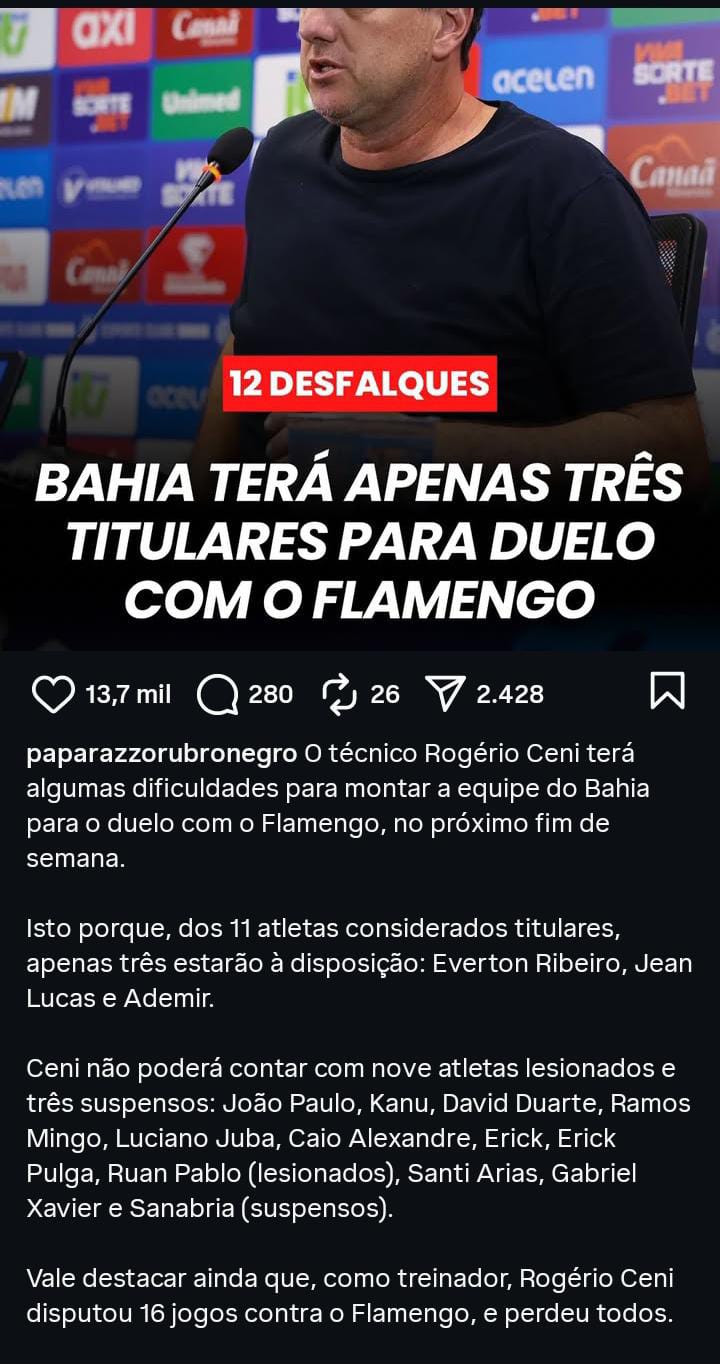 axi
Canaã
.BET
VIVA
SORTE
.BET
Unimed
acelen
VIVA
SORTE
.BET
Canaã
Canaã
acelen
12 DESFALQUES
BAHIA TERÁ APENAS TRÊS
TITULARES PARA DUELO
COM O FLAMENGO
13,7 mil 280 26 2.428
paparazzorubronegro O técnico Rogério Ceni terá
algumas dificuldades para montar a equipe do Bahia
para o duelo com o Flamengo, no próximo fim de
semana.
Isto porque, dos 11 atletas considerados titulares,
apenas três estarão à disposição: Everton Ribeiro, Jean
Lucas e Ademir.
Ceni não poderá contar com nove atletas lesionados e
três suspensos: João Paulo, Kanu, David Duarte, Ramos
Mingo, Luciano Juba, Caio Alexandre, Erick, Erick
Pulga, Ruan Pablo (lesionados), Santi Arias, Gabriel
Xavier e Sanabria (suspensos).
Vale destacar ainda que, como treinador, Rogério Ceni
disputou 16 jogos contra o Flamengo, e perdeu todos.